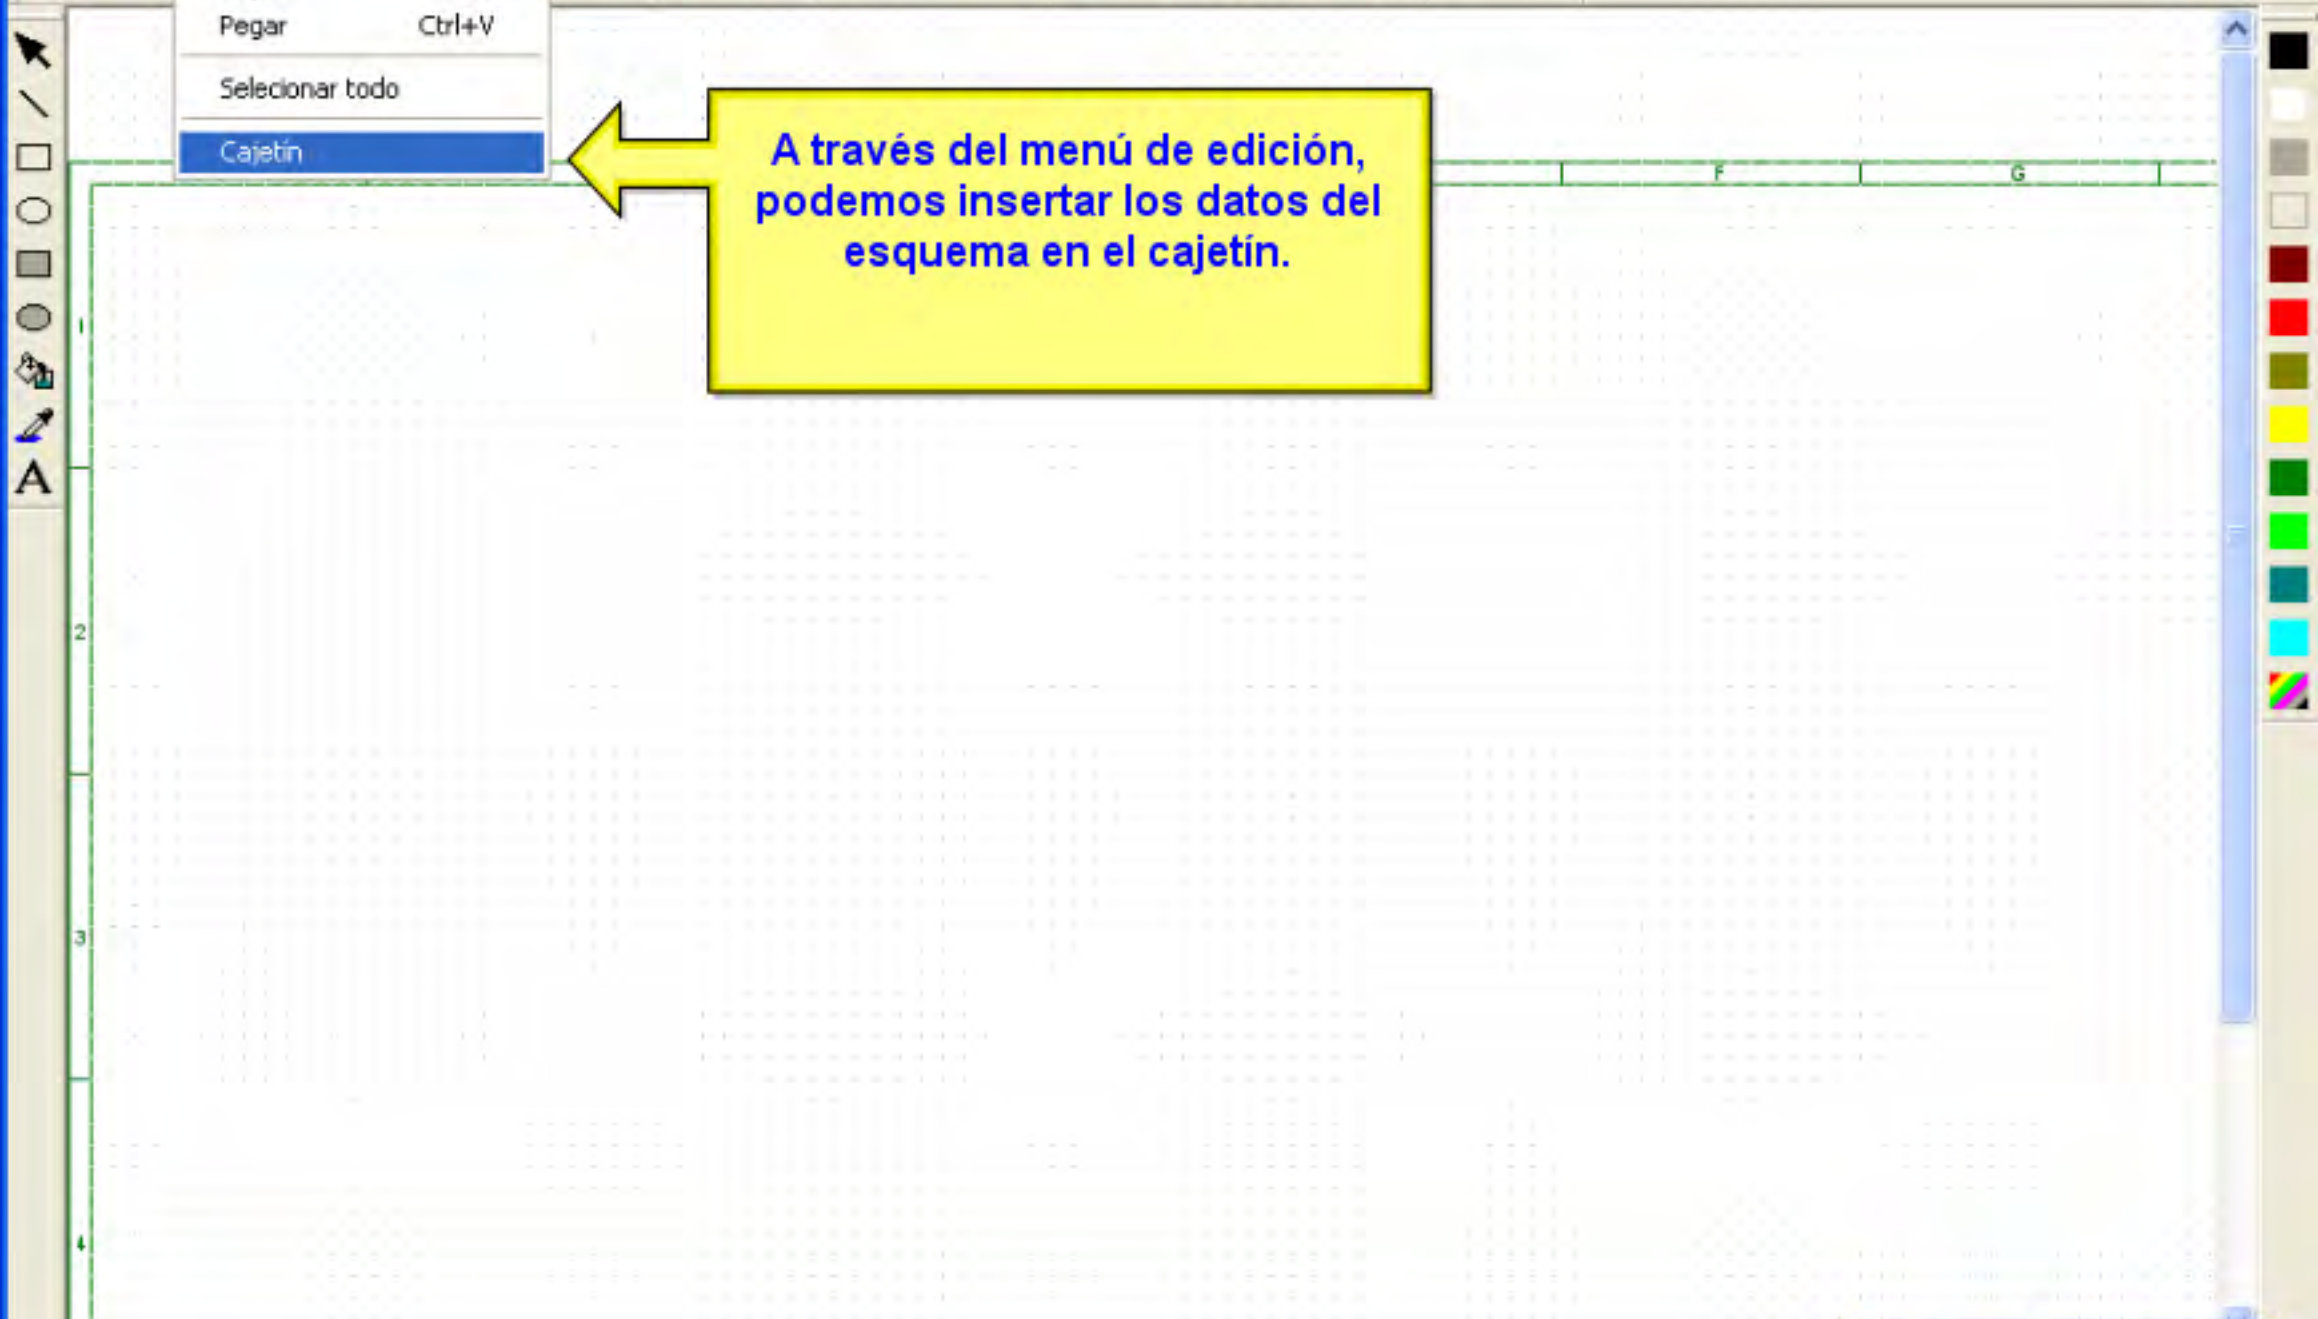 Pegar Ctrl+V
Selecionar todo
Cajetín
A través del menú de edición,
podemos insertar los datos del
esquema en el cajetín.
F G
1
A
2
3
4